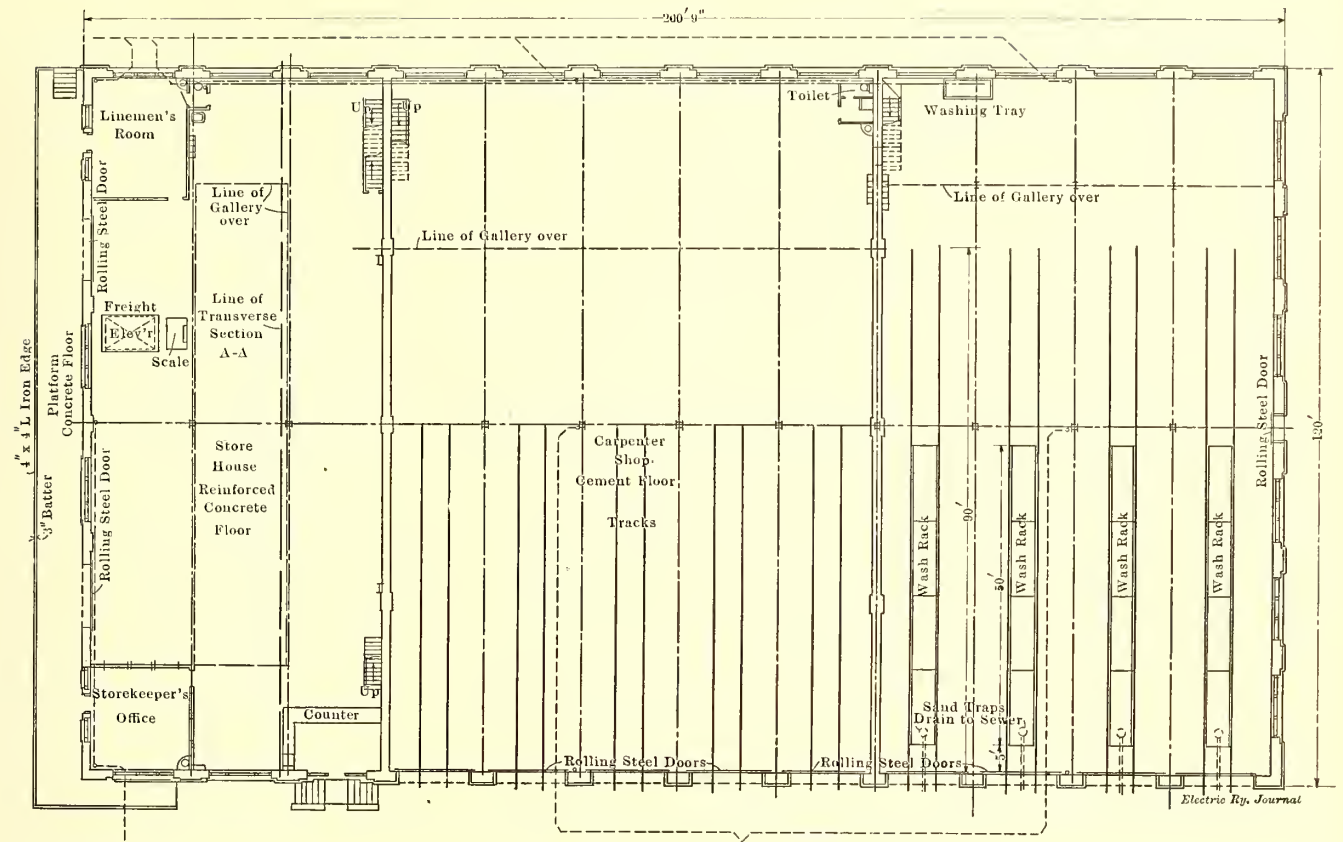 200' 9"
Linemen's
Room
Up
Up
Toilet
Washing Tray
Rolling Steel Door
Line of
Gallery
over
Line of Gallery over
Line of Gallery over
Freight
Elev'r
Scale
Line of
Transverse
Section
A-A
4" x 4" L Iron Edge
3" Batter
Platform
Concrete Floor
Rolling Steel Door
Store
House
Reinforced
Concrete
Floor
Carpenter
Shop.
Cement Floor
Tracks
90'
50'
5'
Wash Rack
Wash Rack
Wash Rack
Wash Rack
Rolling Steel Door
120'
Storekeeper's
Office
Up
Counter
Sand Traps
Drain to Sewer
Rolling Steel Doors
Rolling Steel Doors
Electric Ry. Journal